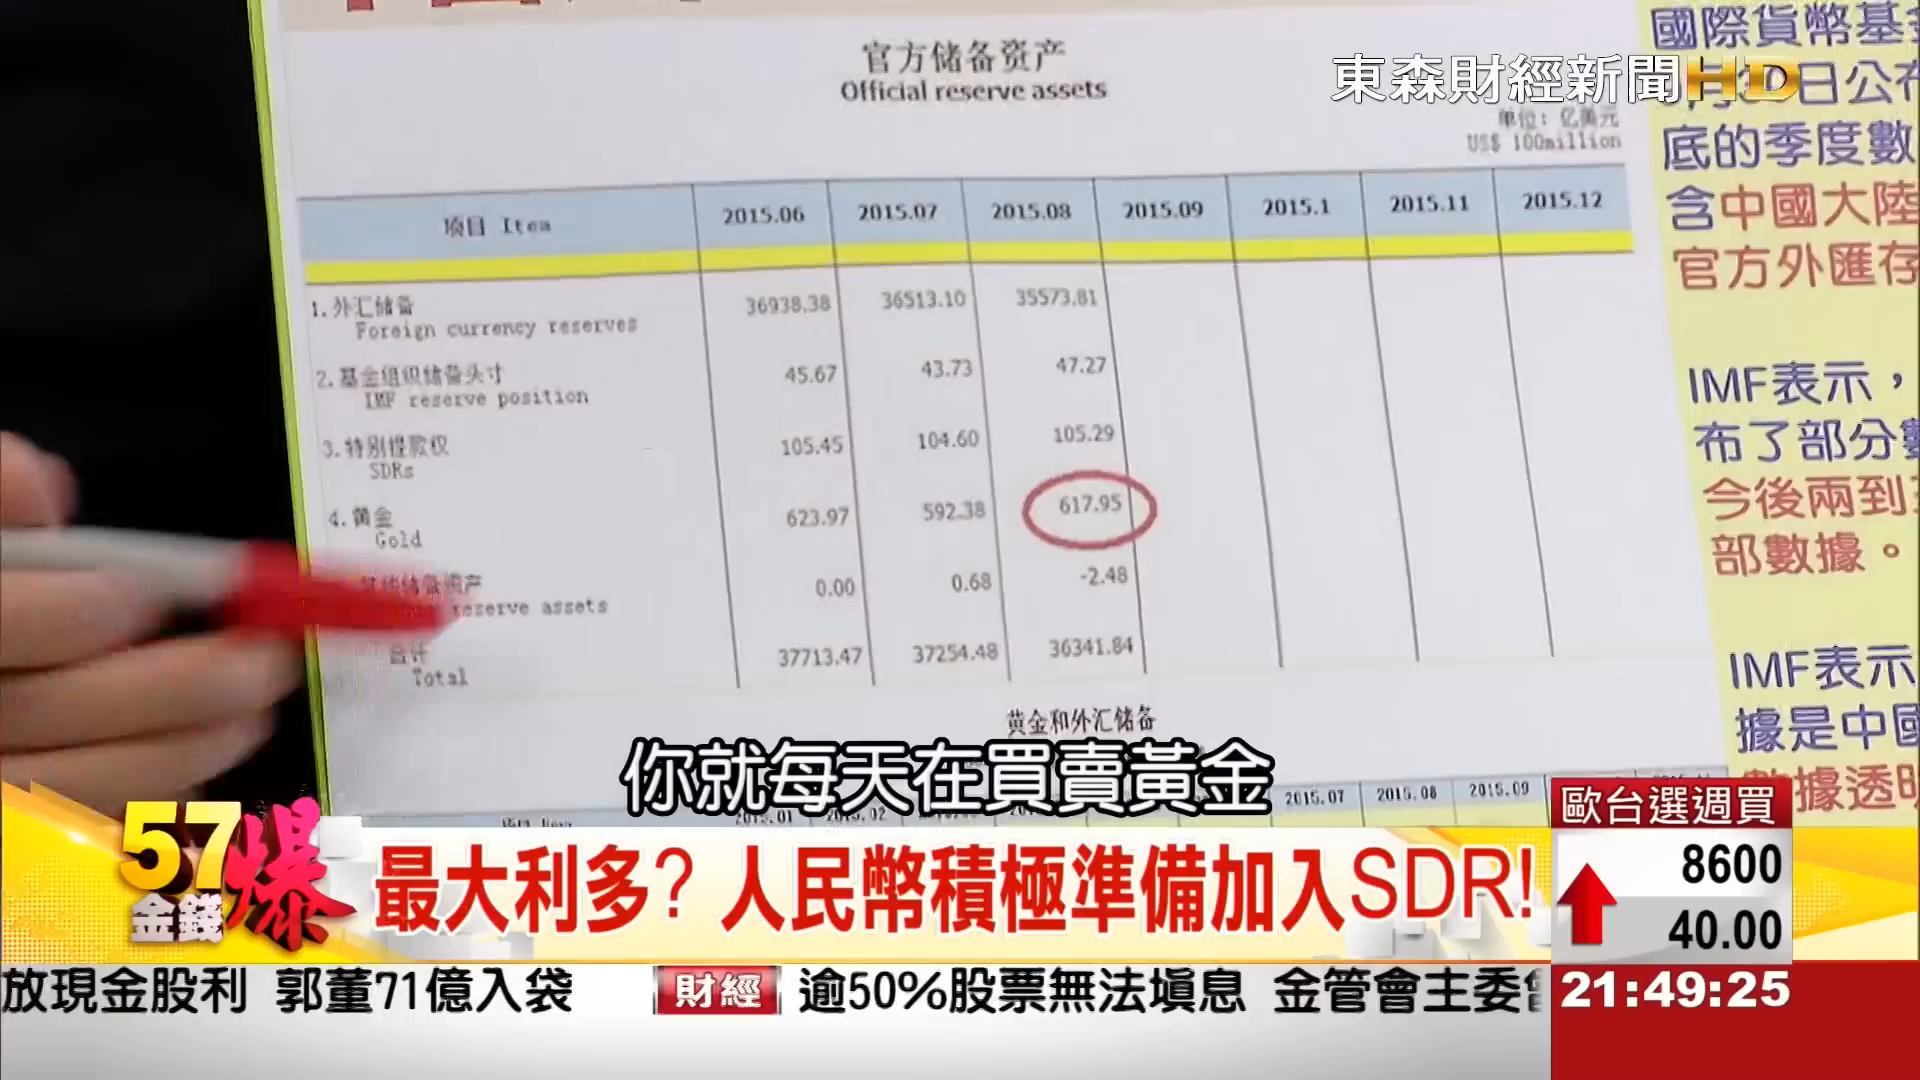 官方储备资产
Official reserve assets
单位：亿美元
US$ 100million
项目 Item 2015.06 2015.07 2015.08 2015.09 2015.1 2015.11 2015.12
1.外汇储备
Foreign currency reserves 36938.38 36513.10 35573.81
2.基金组织储备头寸
IMF reserve position 45.67 43.73 47.27
3.特别提款权
SDRs 105.45 104.60 105.29
4.黄金
Gold 623.97 592.38 617.95
reserve assets 0.00 0.68 -2.48
合计
Total 37713.47 37254.48 36341.84
黄金和外汇储备
项目 Item 2015.01 2015.07 2015.08 2015.09
東森財經新聞HD
國際貨幣基金
日公布
底的季度數
含中國大陸
官方外匯存
IMF表示，
布了部分數
今後兩到
部數據。
IMF表示
據是中國
據透明
你就每天在買賣黃金
57
金錢爆
最大利多？人民幣積極準備加入SDR!
歐台選週買
8600
40.00
放現金股利 郭董71億入袋 財經 逾50%股票無法填息 金管會主委
21:49:25